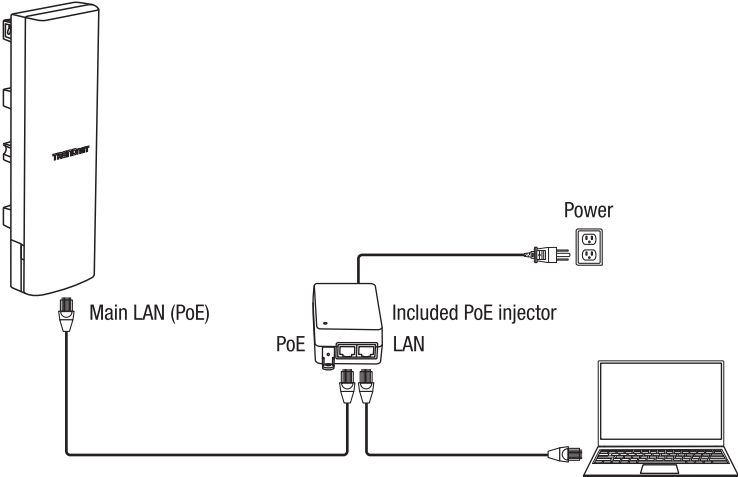 TRENDNET
Power
Main LAN (PoE)
Included PoE injector
PoE
LAN